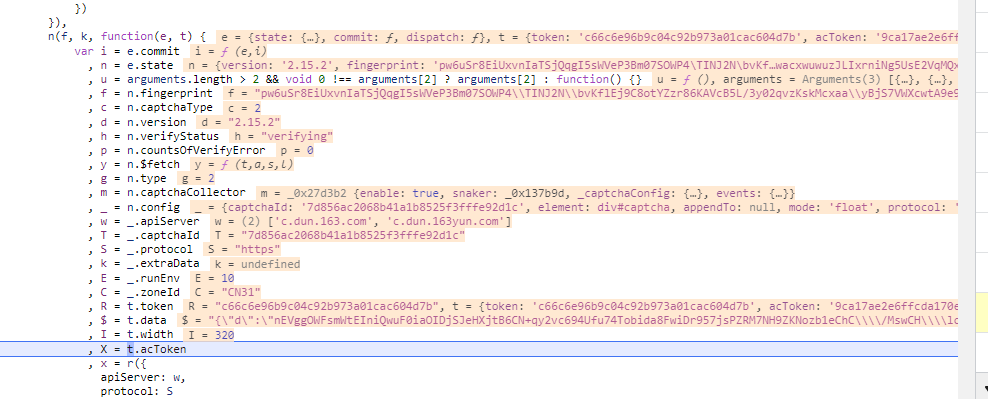 })
}),
n(f, k, function(e, t) { e = {state: {…}, commit: ƒ, dispatch: ƒ}, t = {token: 'c66c6e96b9c04c92b973a01cac604d7b', acToken: '9ca17ae2e6ff
var i = e.commit i = ƒ (e,i)
, n = e.state n = {version: '2.15.2', fingerprint: 'pw6uSr8EiUxvnIaTSjQqgI5sWVeP3Bm07SOWP4\TINJ2N\bvKf…wacxwuwuzJLIxrniNg5UsE2VqMQx
, u = arguments.length > 2 && void 0 !== arguments[2] ? arguments[2] : function() {} u = ƒ (), arguments = Arguments(3) [{…}, {…},
, f = n.fingerprint f = "pw6uSr8EiUxvnIaTSjQqgI5sWVeP3Bm07SOWP4\\TINJ2N\\bvKflEj9C8otYZzr86KAVcB5L/3y02qvzKskMcxaa\\yBjS7VWXcwtA9e9
, c = n.captchaType c = 2
, d = n.version d = "2.15.2"
, h = n.verifyStatus h = "verifying"
, p = n.countsOfVerifyError p = 0
, y = n.$fetch y = ƒ (t,a,s,l)
, g = n.type g = 2
, m = n.captchaCollector m = _0x27d3b2 {enable: true, snaker: _0x137b9d, _captchaConfig: {…}, events: {…}}
, _ = n.config _ = {captchaId: '7d856ac2068b41a1b8525f3fffe92d1c', element: div#captcha, appendTo: null, mode: 'float', protocol: '
, w = _.apiServer w = (2) ['c.dun.163.com', 'c.dun.163yun.com']
, T = _.captchaId T = "7d856ac2068b41a1b8525f3fffe92d1c"
, S = _.protocol S = "https"
, k = _.extraData k = undefined
, E = _.runEnv E = 10
, C = _.zoneId C = "CN31"
, R = t.token R = "c66c6e96b9c04c92b973a01cac604d7b", t = {token: 'c66c6e96b9c04c92b973a01cac604d7b', acToken: '9ca17ae2e6ffcda170e
, $ = t.data $ = "{\"d\":\"nEVggOWFsmWtEIniQwuF0iaOIDjSJeHXjtB6CN+qy2vc694Ufu74Tobida8FwiDr957jsPZRM7NH9ZKNozb1eChC\\\\/MswCH\\\\lc
, I = t.width I = 320
, X = t.acToken
, x = r({
apiServer: w,
protocol: S